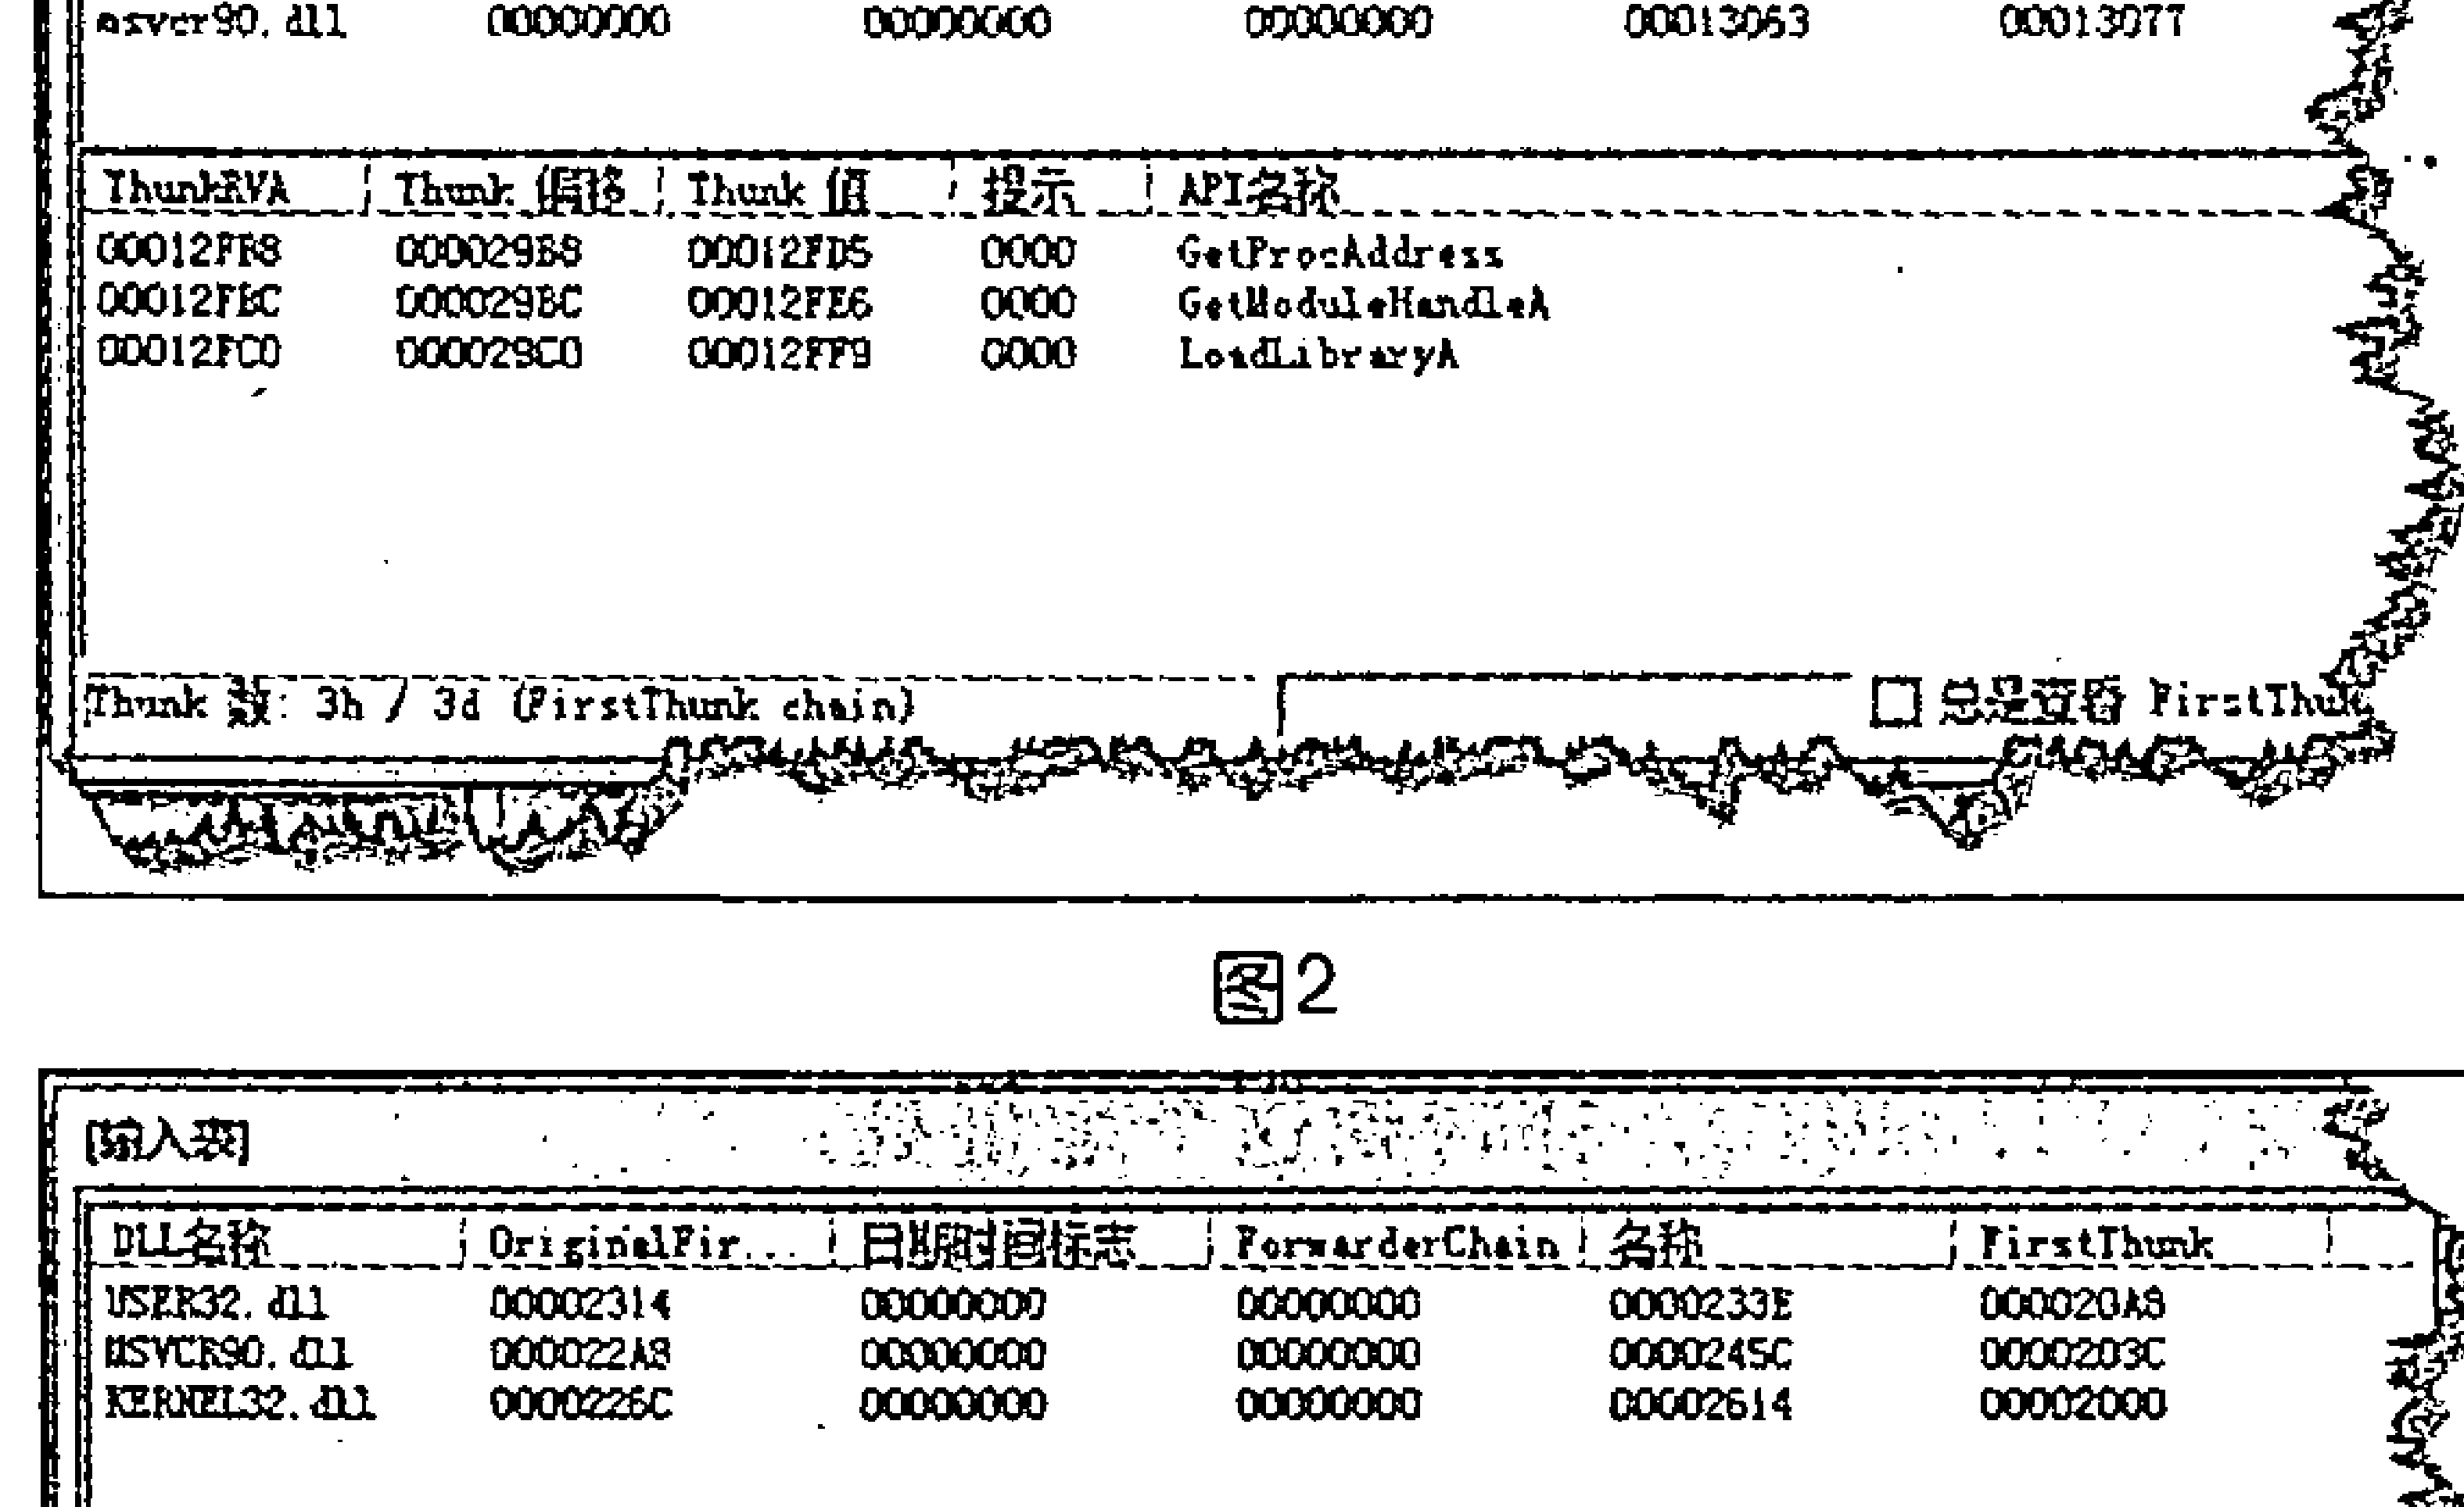 msvcr90.dll 00000000 00000000 00000000 00013063 00013077
ThunkRVA Thunk 偏移 Thunk 值 提示 API名称
00012FB8 000029B8 00012FD5 0000 GetProcAddress
00012FBC 000029BC 00012FE6 0000 GetModuleHandleA
00012FC0 000029C0 00012FF9 0000 LoadLibraryA
Thunk 数: 3h / 3d (FirstThunk chain) 总是查看 FirstThu
图2
[输入表]
DLL名称 OriginalFir... 日期时间标志 ForwarderChain 名称 FirstThunk
USER32.dll 00002314 00000000 00000000 0000233E 000020A8
MSVCR90.dll 000022A8 00000000 00000000 0000245C 0000203C
KERNEL32.dll 0000226C 00000000 00000000 00002614 00002000